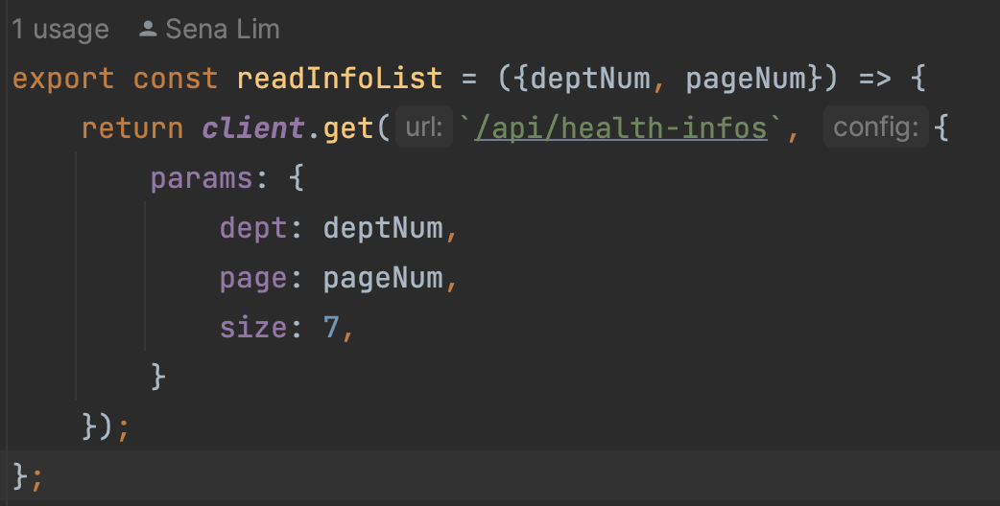 1 usage Sena Lim
export const readInfoList = ({deptNum, pageNum}) => {
return client.get( url: `/api/health-infos`, config: {
params: {
dept: deptNum,
page: pageNum,
size: 7,
}
});
};